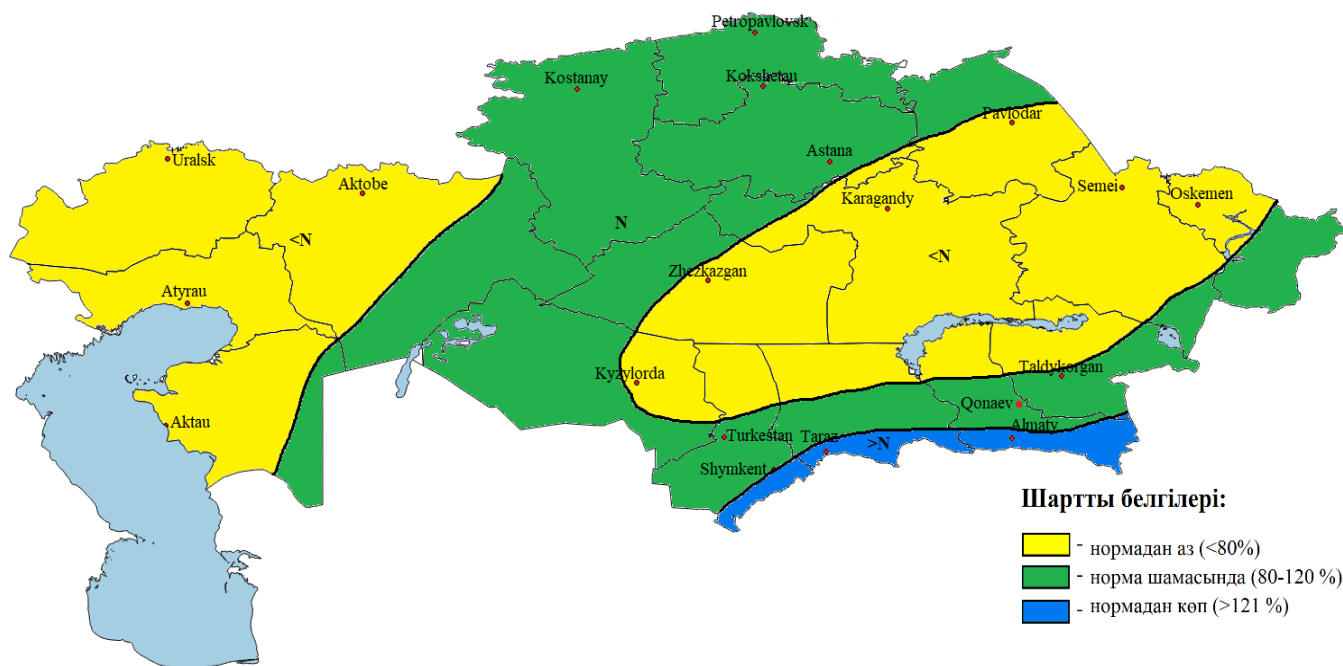 Petropavlovsk
Kostanay
Kokshetau
Pavlodar
Uralsk
Astana
Aktobe
Semei
Oskemen
Karagandy
N
<N
<N
Zhezkazgan
Atyrau
Kyzylorda
Taldykorgan
Qonaev
Aktau
Turkestan
Taraz
>N
Almaty
Shymkent
Шартты белгілері:
- нормадан аз (<80%)
- норма шамасында (80-120 %)
- нормадан көп (>121 %)